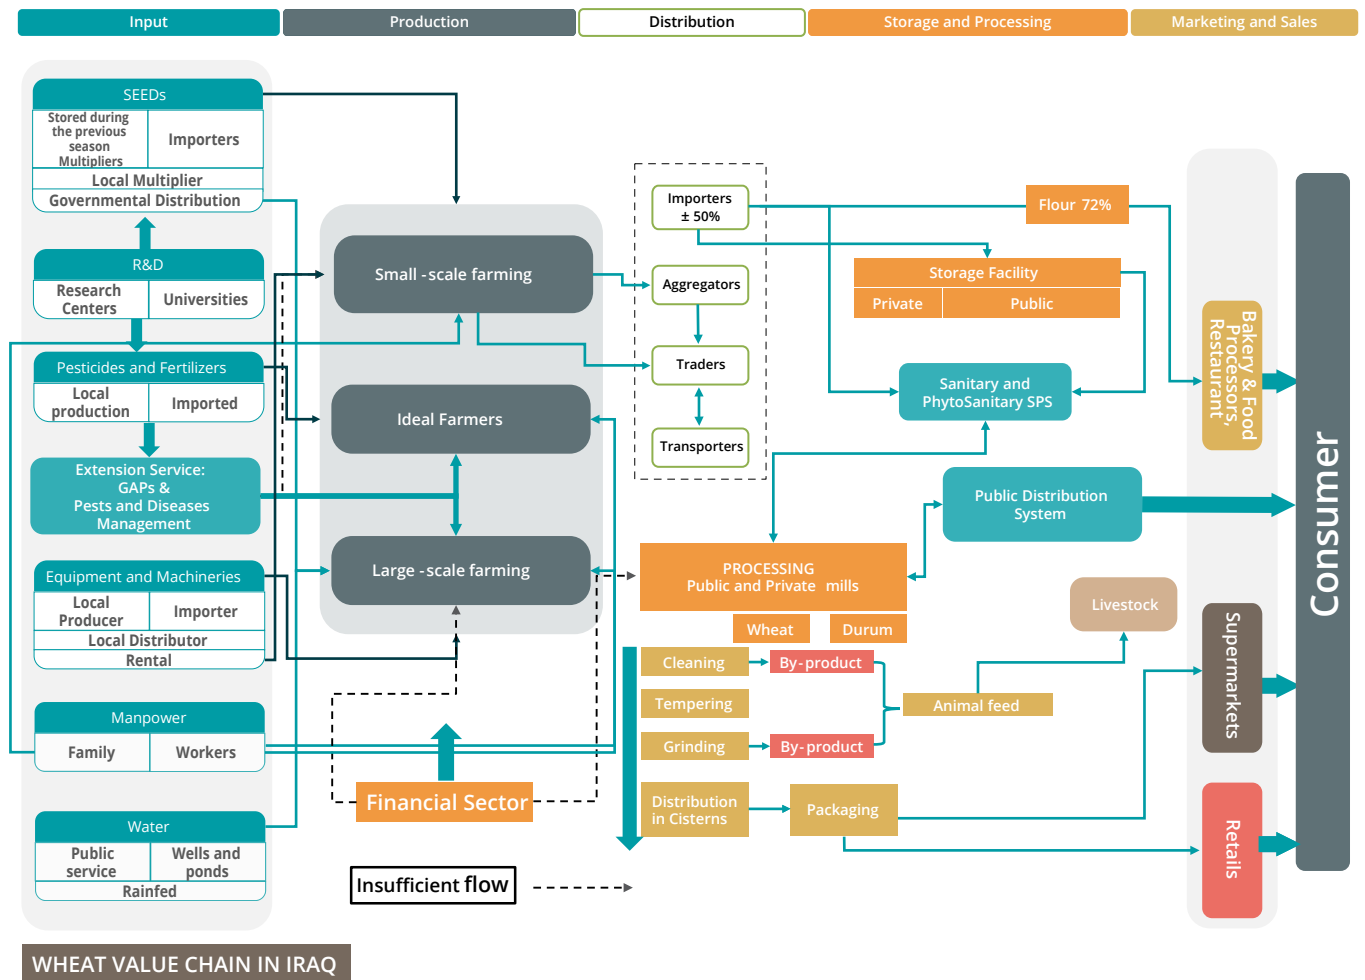 Input
Production
Distribution
Storage and Processing
Marketing and Sales
SEEDs
Stored during
the previous
season
Multipliers
Importers
Local Multiplier
Governmental Distribution
R&D
Research
Centers
Universities
Pesticides and Fertilizers
Local
production
Imported
Extension Service:
GAPs &
Pests and Diseases
Management
Equipment and Machineries
Local
Producer
Importer
Local Distributor
Rental
Manpower
Family
Workers
Water
Public
service
Wells and
ponds
Rainfed
Small -scale farming
Ideal Farmers
Large -scale farming
Financial Sector
Insufficient flow
Importers
± 50%
Aggregators
Traders
Transporters
Flour 72%
Storage Facility
Private
Public
Sanitary and
PhytoSanitary SPS
Public Distribution
System
PROCESSING
Public and Private mills
Wheat
Durum
Cleaning
By-product
Tempering
Grinding
By-product
Animal feed
Livestock
Distribution
in Cisterns
Packaging
Bakery & Food
Processors,
Restaurant
Supermarkets
Retails
Consumer
WHEAT VALUE CHAIN IN IRAQ